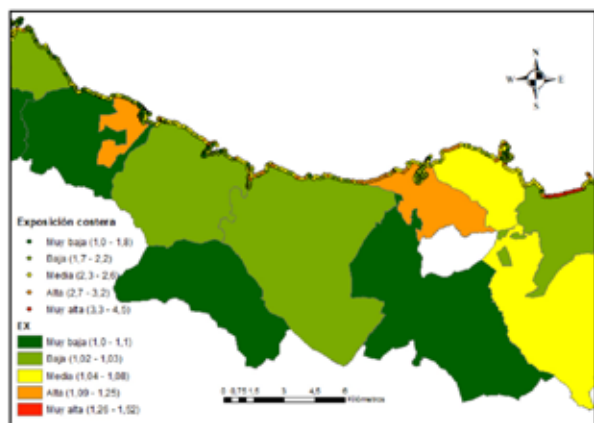 N
W E
S
Exposición costera
Muy baja (1,0 - 1,8)
Baja (1,7 - 2,2)
Media (2,3 - 2,6)
Alta (2,7 - 3,2)
Muy alta (3,3 - 4,5)
EX
Muy baja (1,0 - 1,1)
Baja (1,02 - 1,03)
Media (1,04 - 1,08)
Alta (1,09 - 1,25)
Muy alta (1,26 - 1,52)
0 0,75 1,5 3 4,5 6
Kilómetros